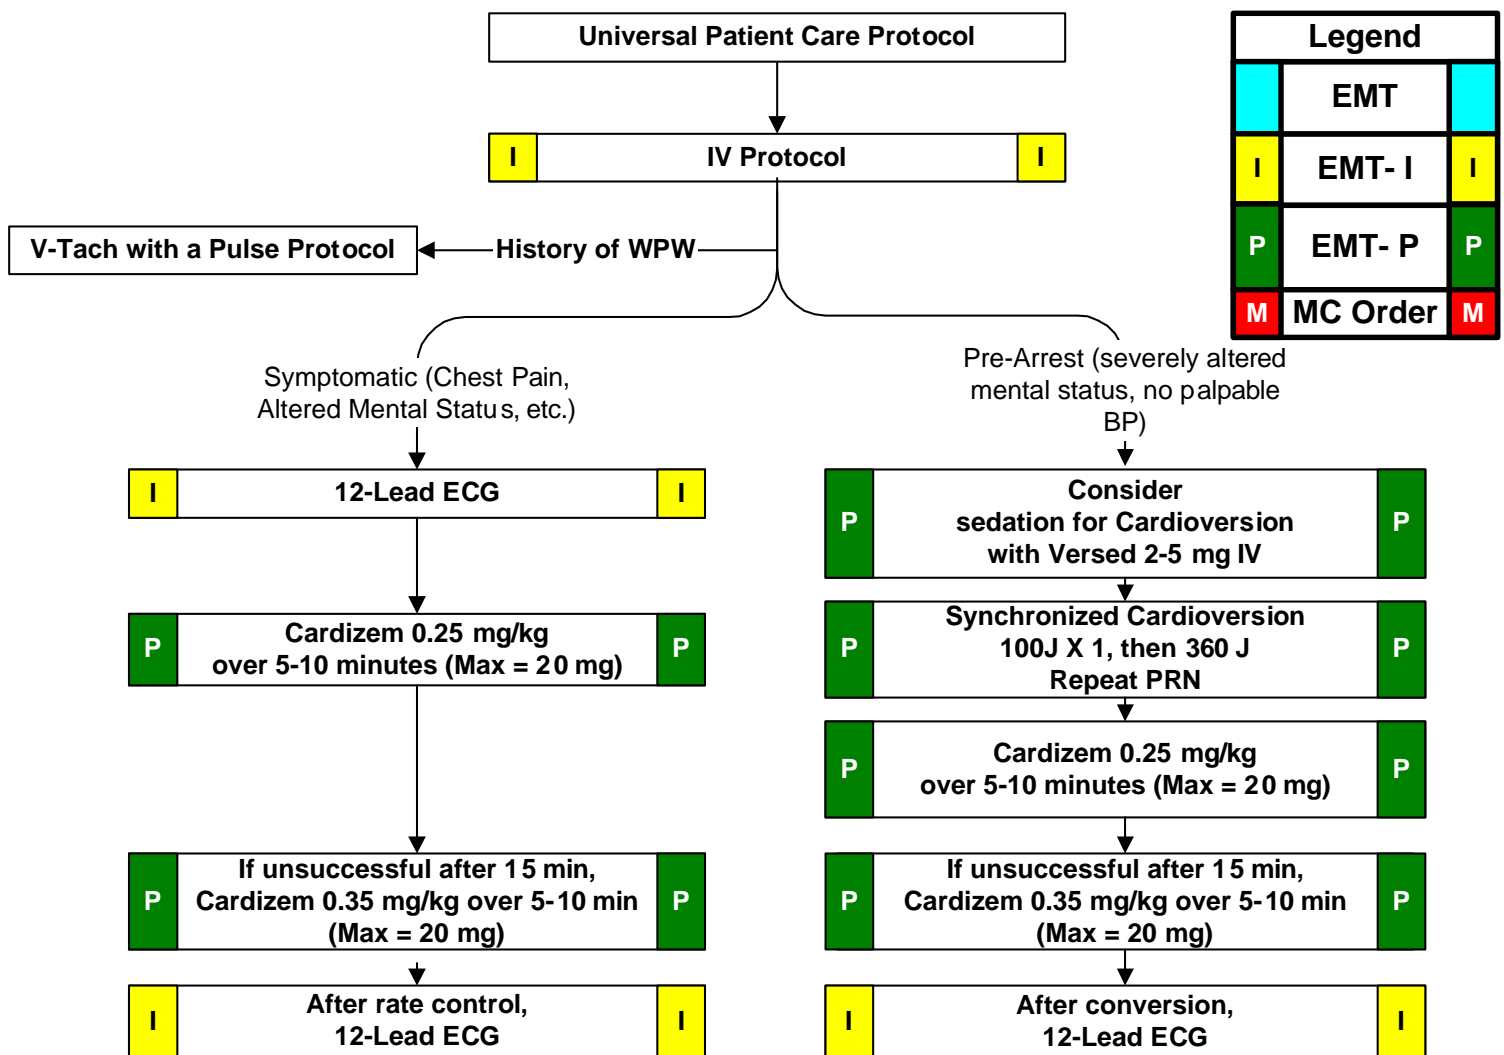 Universal Patient Care Protocol
I IV Protocol I
V-Tach with a Pulse Protocol
History of WPW
Legend
EMT
I EMT- I I
P EMT- P P
M MC Order M
Symptomatic (Chest Pain,
Altered Mental Status, etc.)
I 12-Lead ECG I
P Cardizem 0.25 mg/kg P
over 5-10 minutes (Max = 20 mg)
P If unsuccessful after 15 min, P
Cardizem 0.35 mg/kg over 5-10 min
(Max = 20 mg)
I After rate control, I
12-Lead ECG
Pre-Arrest (severely altered
mental status, no palpable
BP)
P Consider P
sedation for Cardioversion
with Versed 2-5 mg IV
P Synchronized Cardioversion P
100J X 1, then 360 J
Repeat PRN
P Cardizem 0.25 mg/kg P
over 5-10 minutes (Max = 20 mg)
P If unsuccessful after 15 min, P
Cardizem 0.35 mg/kg over 5-10 min
(Max = 20 mg)
I After conversion, I
12-Lead ECG